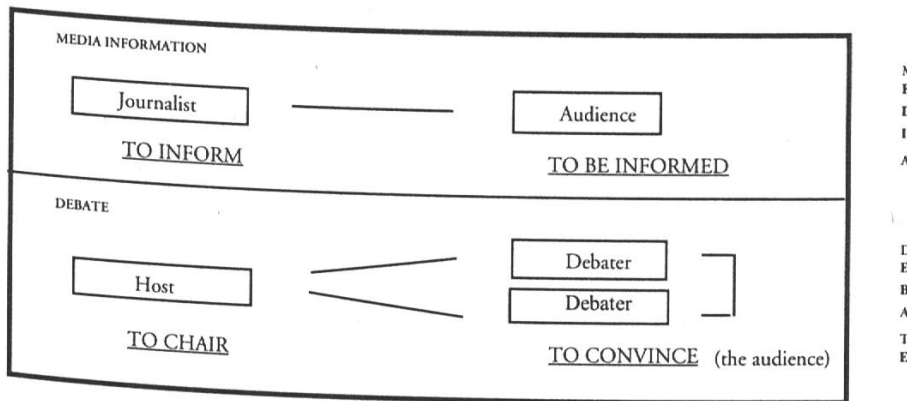 MEDIA INFORMATION
Journalist
Audience
TO INFORM
TO BE INFORMED
DEBATE
Host
Debater
Debater
TO CHAIR
TO CONVINCE (the audience)
D
E
B
A
T
E